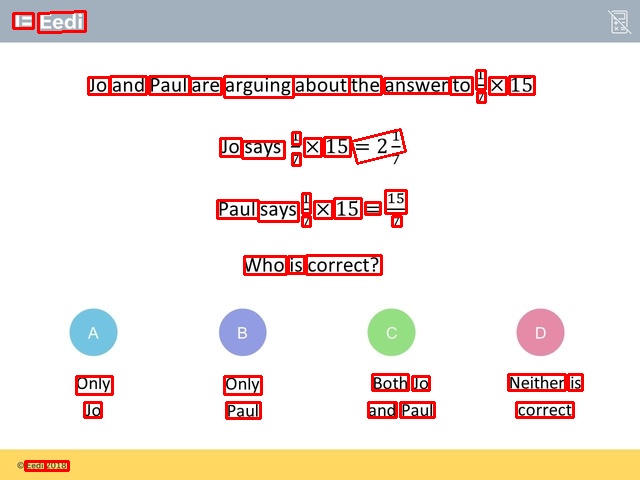 Eedi
Jo and Paul are arguing about the answer to 1/7 × 15
Jo says 1/7 × 15 = 2 1/7
Paul says 1/7 × 15 = 15/7
Who is correct?
A B C D
Only Jo
Only Paul
Both Jo and Paul
Neither is correct
© Eedi 2018